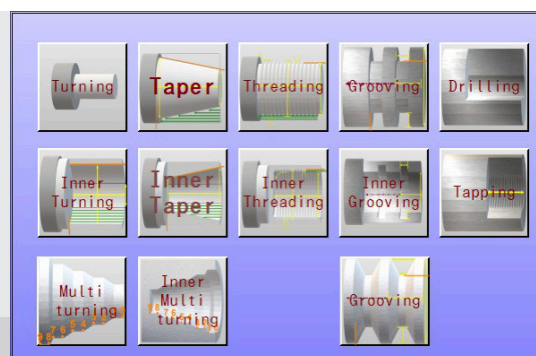 Turning
Taper
Threading
Grooving
Drilling
Inner
Turning
Inner
Taper
Inner
Threading
Inner
Grooving
Tapping
Multi
turning
Inner
Multi
turning
Grooving